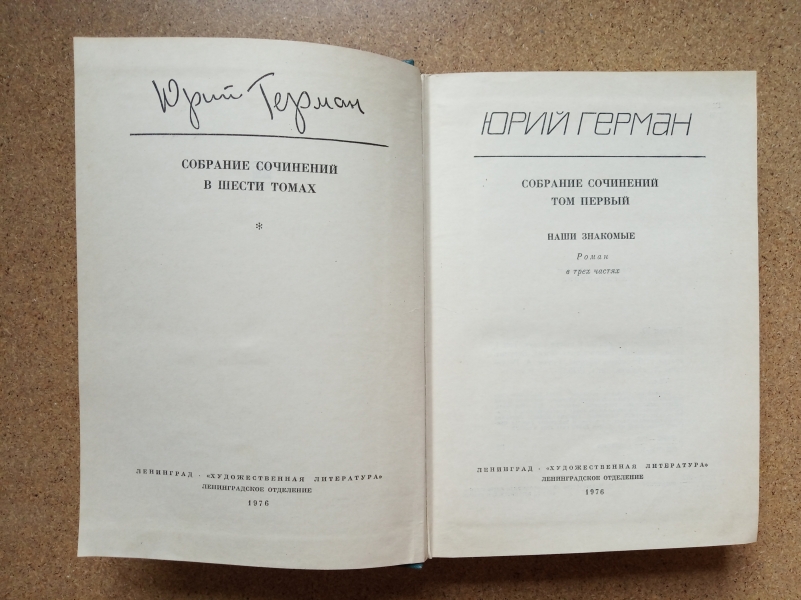 Юрий Герман
СОБРАНИЕ СОЧИНЕНИЙ
В ШЕСТИ ТОМАХ
*
ЛЕНИНГРАД · «ХУДОЖЕСТВЕННАЯ ЛИТЕРАТУРА»
ЛЕНИНГРАДСКОЕ ОТДЕЛЕНИЕ
1976
ЮРИЙ ГЕРМАН
СОБРАНИЕ СОЧИНЕНИЙ
ТОМ ПЕРВЫЙ
НАШИ ЗНАКОМЫЕ
Роман
в трех частях
ЛЕНИНГРАД · «ХУДОЖЕСТВЕННАЯ ЛИТЕРАТУРА»
ЛЕНИНГРАДСКОЕ ОТДЕЛЕНИЕ
1976